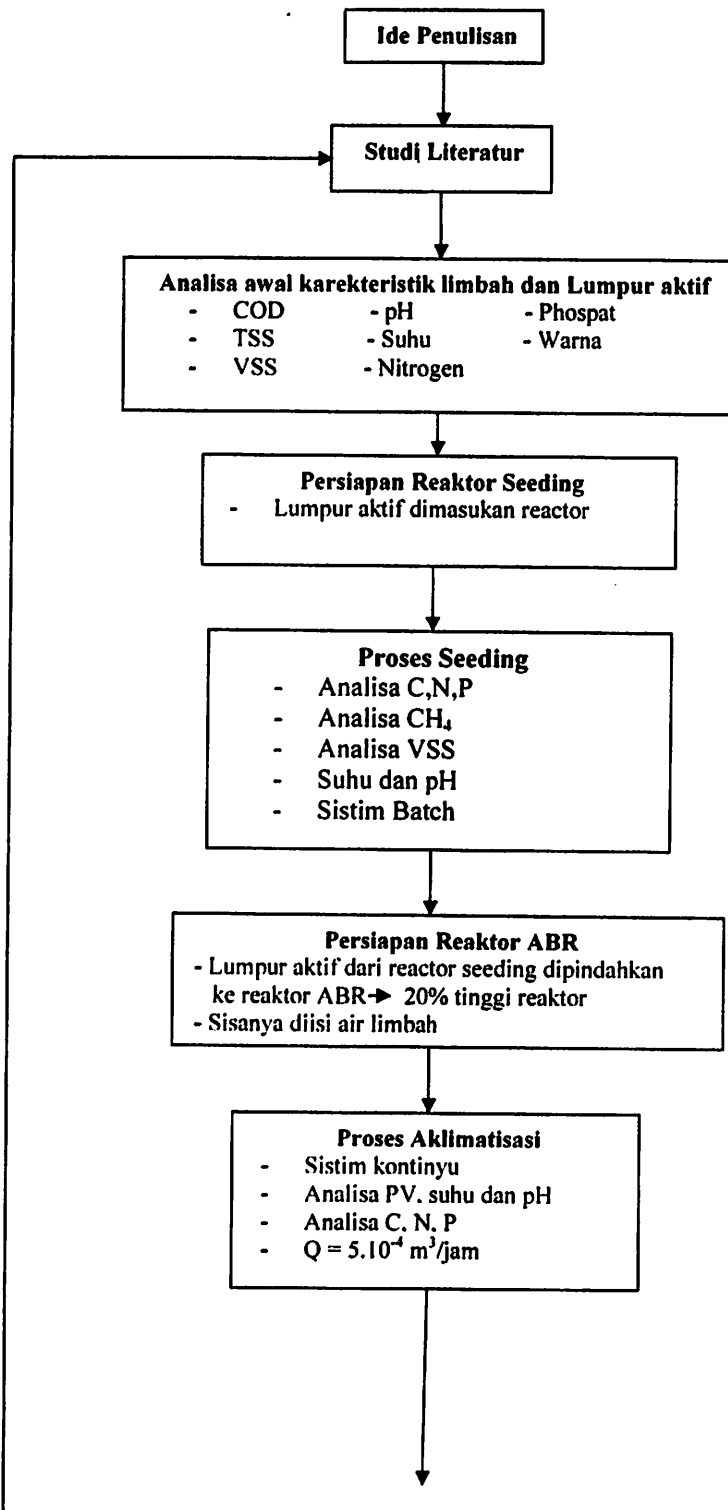 Ide Penulisan
Studi Literatur
Analisa awal karekteristik limbah dan Lumpur aktif
- COD - pH - Phospat
- TSS - Suhu - Warna
- VSS - Nitrogen
Persiapan Reaktor Seeding
- Lumpur aktif dimasukan reactor
Proses Seeding
- Analisa C,N,P
- Analisa CH₄
- Analisa VSS
- Suhu dan pH
- Sistim Batch
Persiapan Reaktor ABR
- Lumpur aktif dari reactor seeding dipindahkan
ke reaktor ABR→ 20% tinggi reaktor
- Sisanya diisi air limbah
Proses Aklimatisasi
- Sistim kontinyu
- Analisa PV. suhu dan pH
- Analisa C. N. P
- Q = 5.10⁻⁴ m³/jam